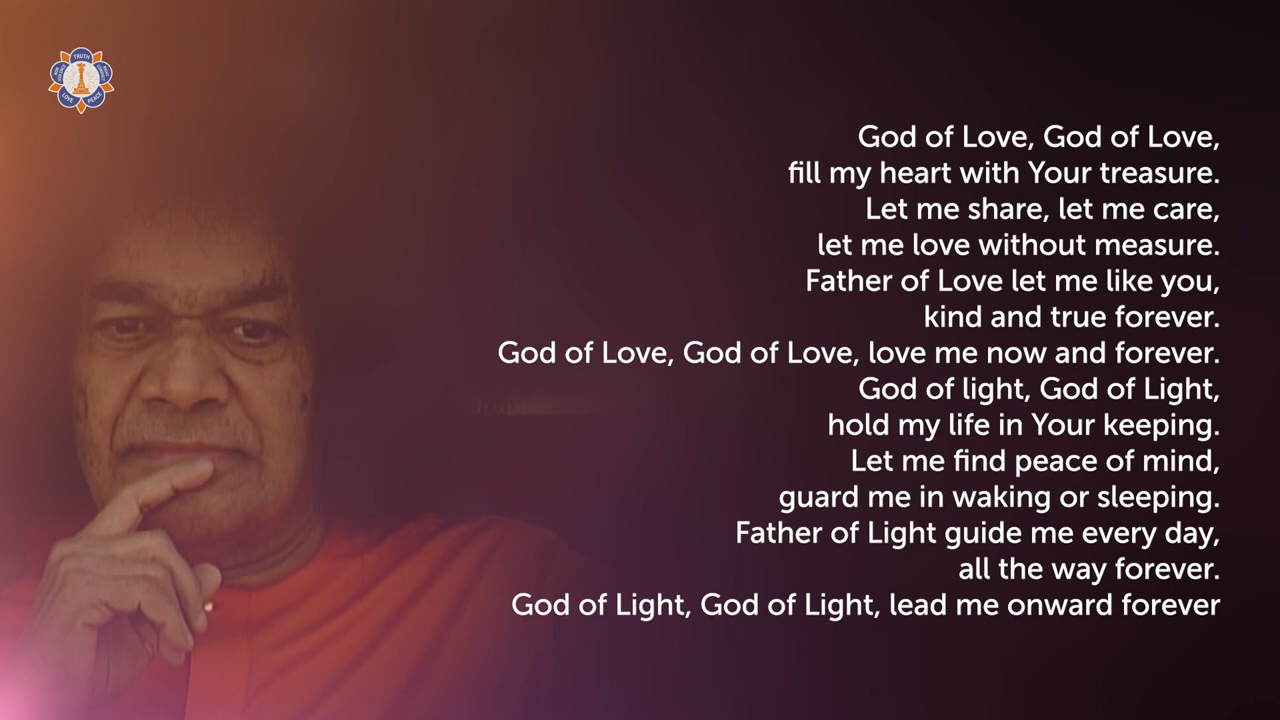 TRUTH
LOVE
PEACE
God of Love, God of Love,
fill my heart with Your treasure.
Let me share, let me care,
let me love without measure.
Father of Love let me like you,
kind and true forever.
God of Love, God of Love, love me now and forever.
God of light, God of Light,
hold my life in Your keeping.
Let me find peace of mind,
guard me in waking or sleeping.
Father of Light guide me every day,
all the way forever.
God of Light, God of Light, lead me onward forever